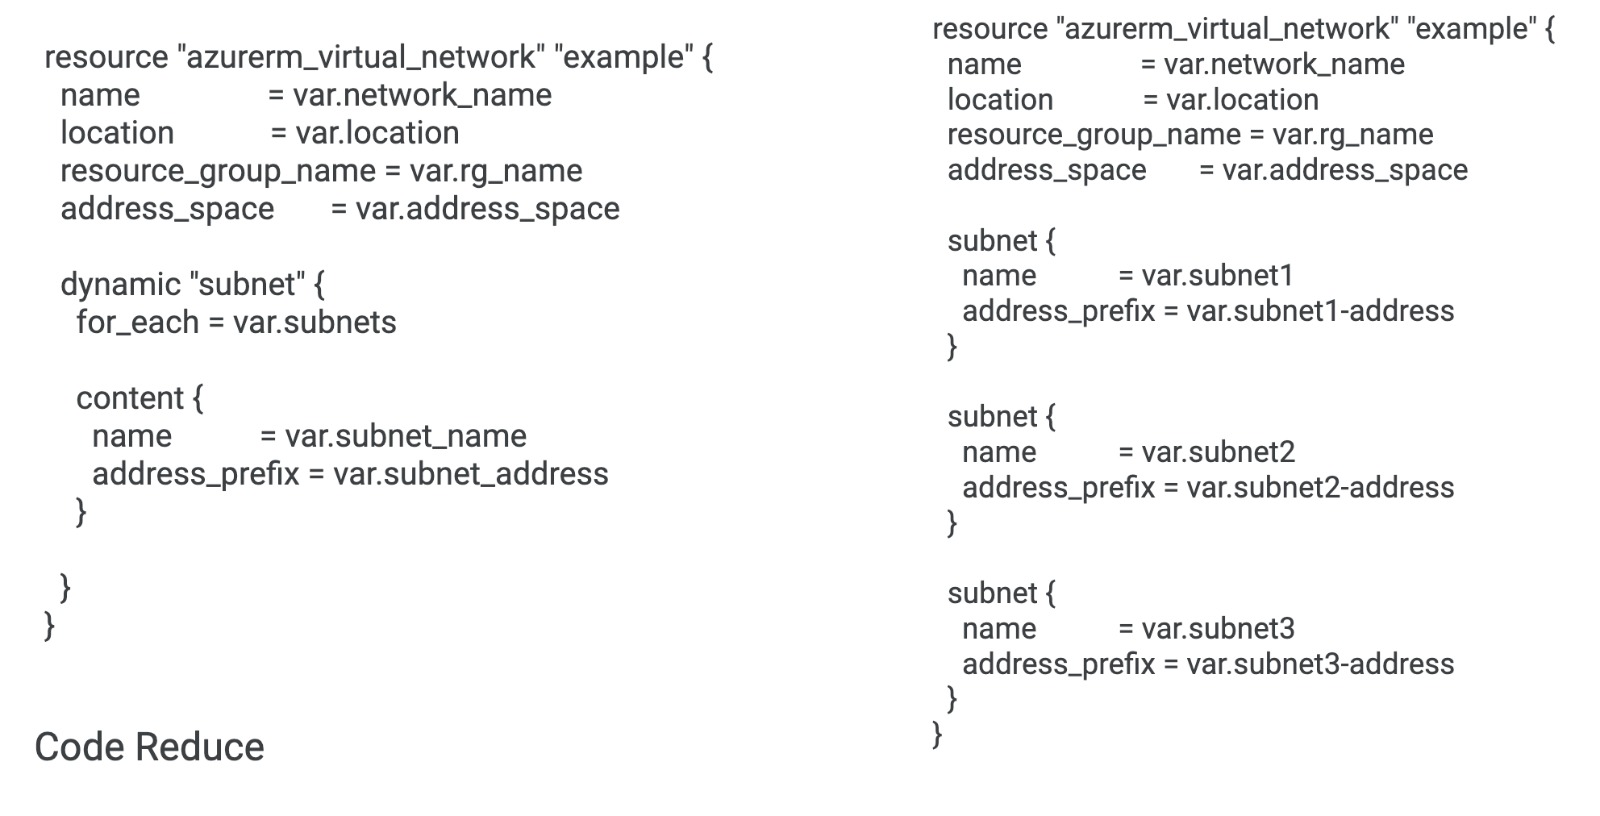 resource "azurerm_virtual_network" "example" {
name = var.network_name
location = var.location
resource_group_name = var.rg_name
address_space = var.address_space
dynamic "subnet" {
for_each = var.subnets
content {
name = var.subnet_name
address_prefix = var.subnet_address
}
}
}
Code Reduce
resource "azurerm_virtual_network" "example" {
name = var.network_name
location = var.location
resource_group_name = var.rg_name
address_space = var.address_space
subnet {
name = var.subnet1
address_prefix = var.subnet1-address
}
subnet {
name = var.subnet2
address_prefix = var.subnet2-address
}
subnet {
name = var.subnet3
address_prefix = var.subnet3-address
}
}